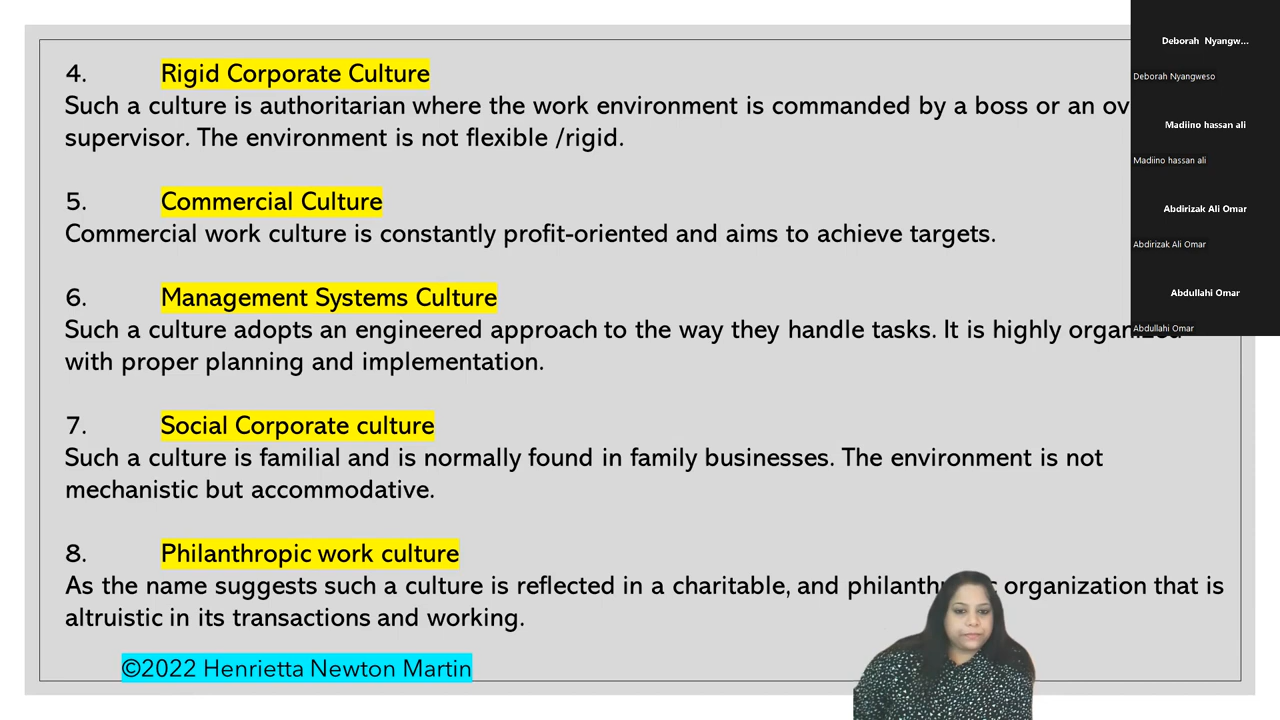 4. Rigid Corporate Culture
Such a culture is authoritarian where the work environment is commanded by a boss or an
supervisor. The environment is not flexible /rigid.
5. Commercial Culture
Commercial work culture is constantly profit-oriented and aims to achieve targets.
6. Management Systems Culture
Such a culture adopts an engineered approach to the way they handle tasks. It is highly organized
with proper planning and implementation.
7. Social Corporate culture
Such a culture is familial and is normally found in family businesses. The environment is not
mechanistic but accommodative.
8. Philanthropic work culture
As the name suggests such a culture is reflected in a charitable, and organization that is
altruistic in its transactions and working.
©2022 Henrietta Newton Martin
Deborah Nyangw...
Deborah Nyangweso
Madiino hassan ali
Madiino hassan ali
Abdirizak Ali Omar
Abdirizak Ali Omar
Abdullahi Omar
Abdullahi Omar